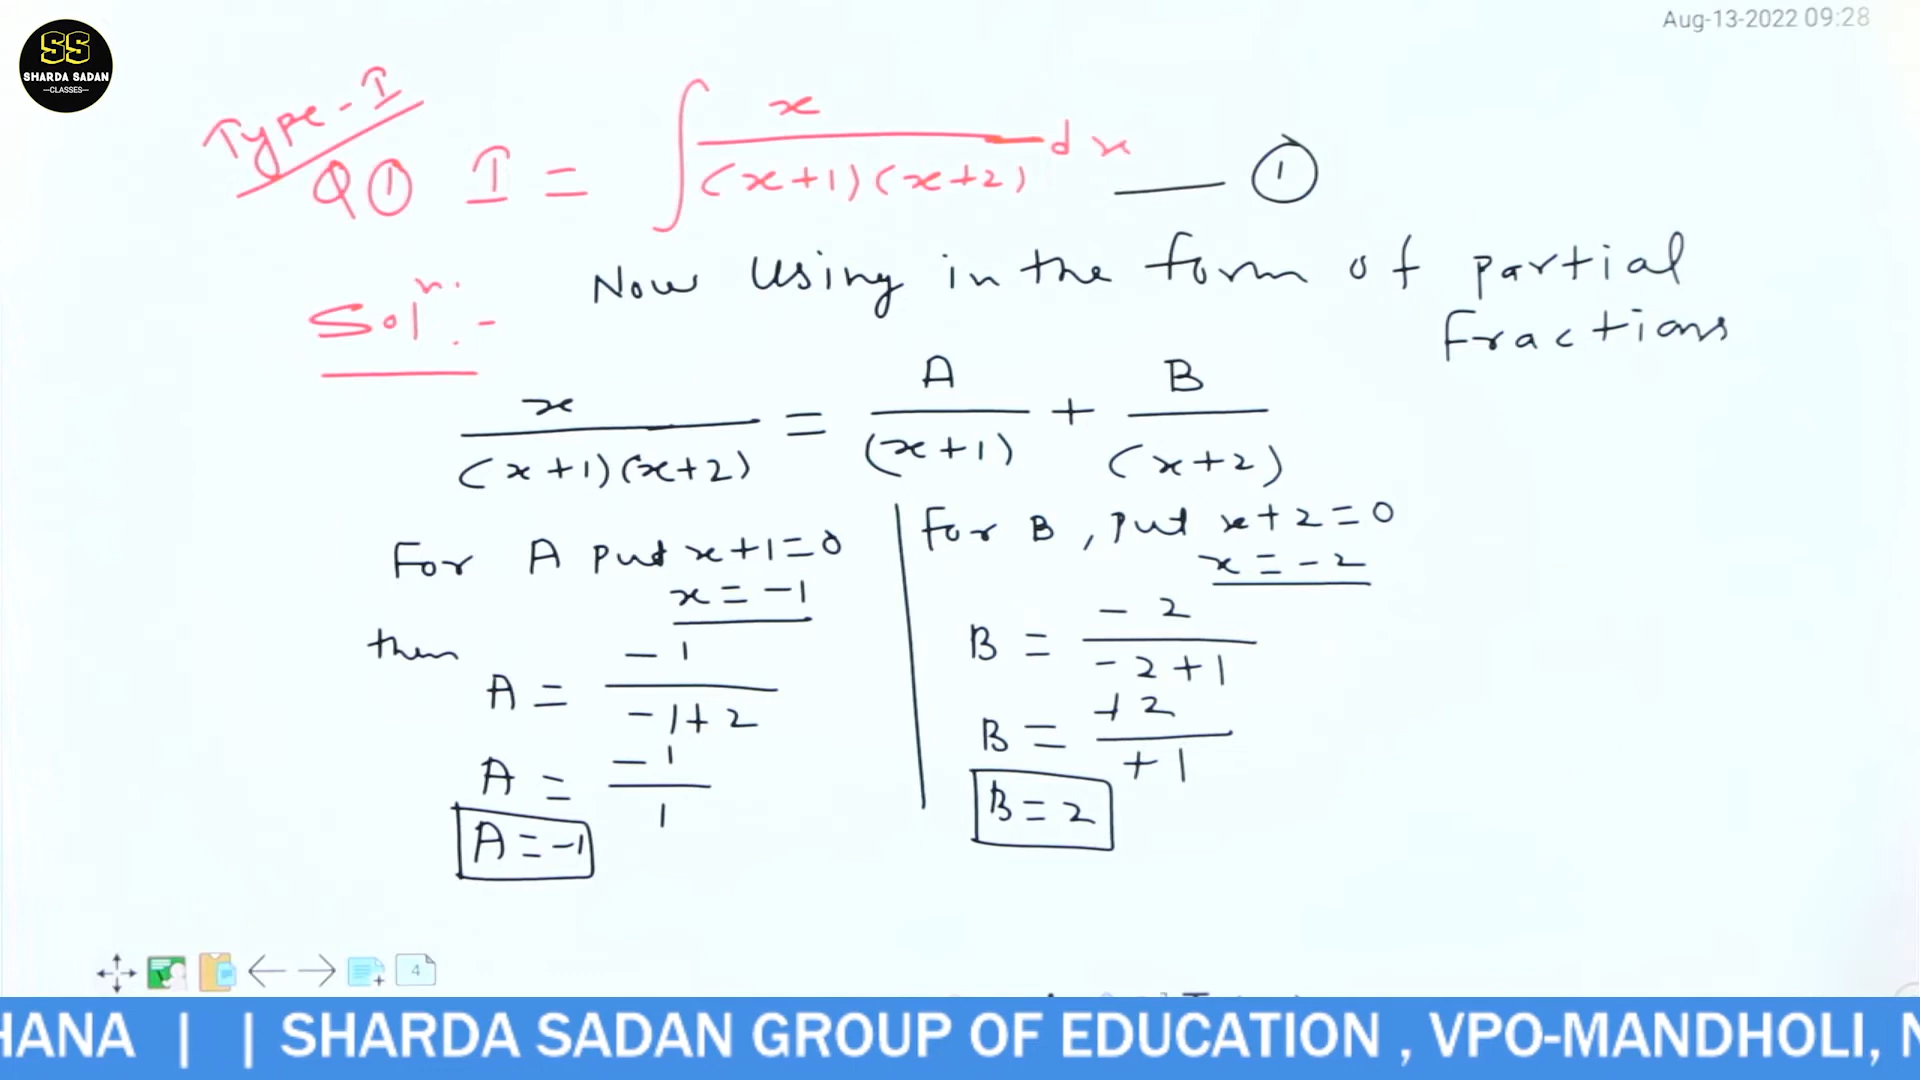 Aug-13-2022 09:28
SS
SHARDA SADAN
---CLASSES---
Type-I
Q① I = ∫ x / (x+1)(x+2) dx —— ①
Solⁿ.- Now Using in the form of partial
fractions
x / (x+1)(x+2) = A / (x+1) + B / (x+2)
For A put x+1=0
x = -1
then
A = -1 / -1+2
A = -1 / 1
A = -1
For B, put x+2=0
x = -2
B = -2 / -2+1
B = +2 / +1
B = 2
4
HANA | | SHARDA SADAN GROUP OF EDUCATION , VPO-MANDHOLI, N